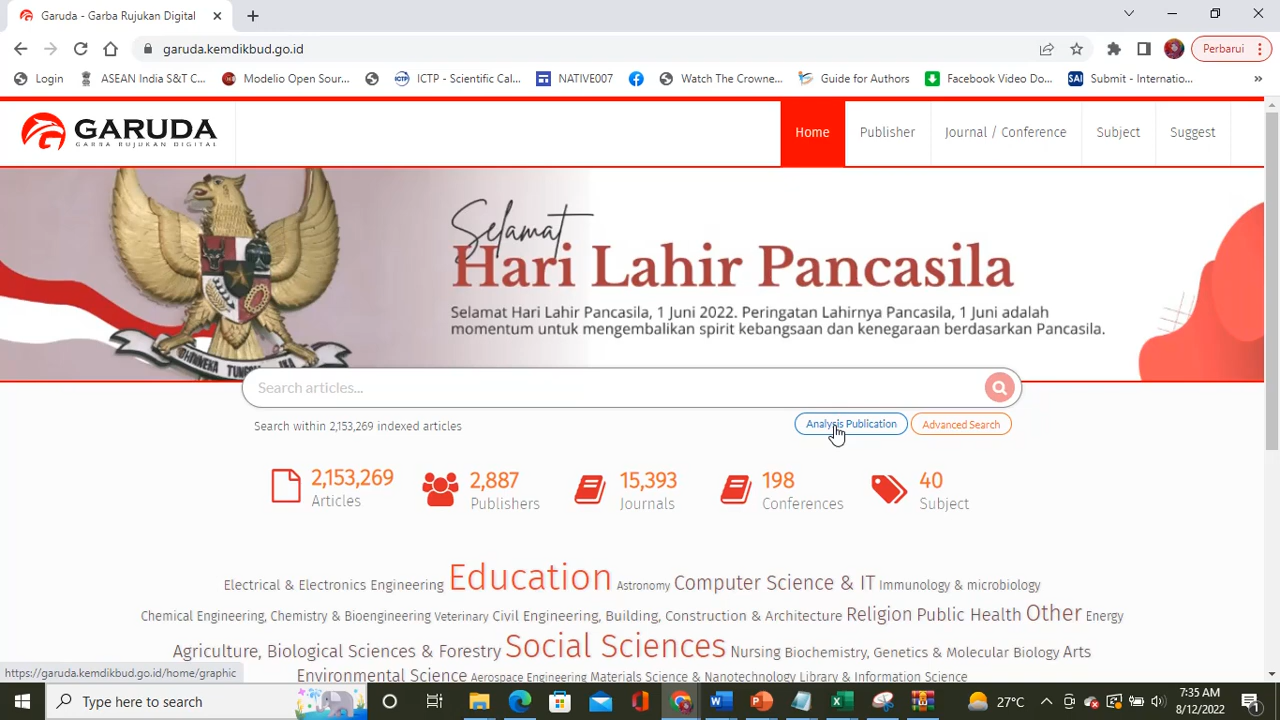 Garuda - Garba Rujukan Digital
garuda.kemdikbud.go.id
Perbarui
Login
ASEAN India S&T C...
Modelio Open Sour...
ICTP - Scientific Cal...
NATIVE007
Watch The Crowne...
Guide for Authors
Facebook Video Do...
SAI Submit - Internatio...
GARUDA
GARBA RUJUKAN DIGITAL
Home
Publisher
Journal / Conference
Subject
Suggest
Selamat
Hari Lahir Pancasila
Selamat Hari Lahir Pancasila, 1 Juni 2022. Peringatan Lahirnya Pancasila, 1 Juni adalah
momentum untuk mengembalikan spirit kebangsaan dan kenegaraan berdasarkan Pancasila.
Search articles...
Search within 2,153,269 indexed articles
Analysis Publication
Advanced Search
2,153,269
Articles
2,887
Publishers
15,393
Journals
198
Conferences
40
Subject
Electrical & Electronics Engineering Education Astronomy Computer Science & IT Immunology & microbiology
Chemical Engineering, Chemistry & Bioengineering Veterinary Civil Engineering, Building, Construction & Architecture Religion Public Health Other Energy
Agriculture, Biological Sciences & Forestry Social Sciences Nursing Biochemistry, Genetics & Molecular Biology Arts
Environmental Science Aerospace Engineering Materials Science & Nanotechnology Library & Information Science
https://garuda.kemdikbud.go.id/home/graphic
Type here to search
27°C
7:35 AM
8/12/2022